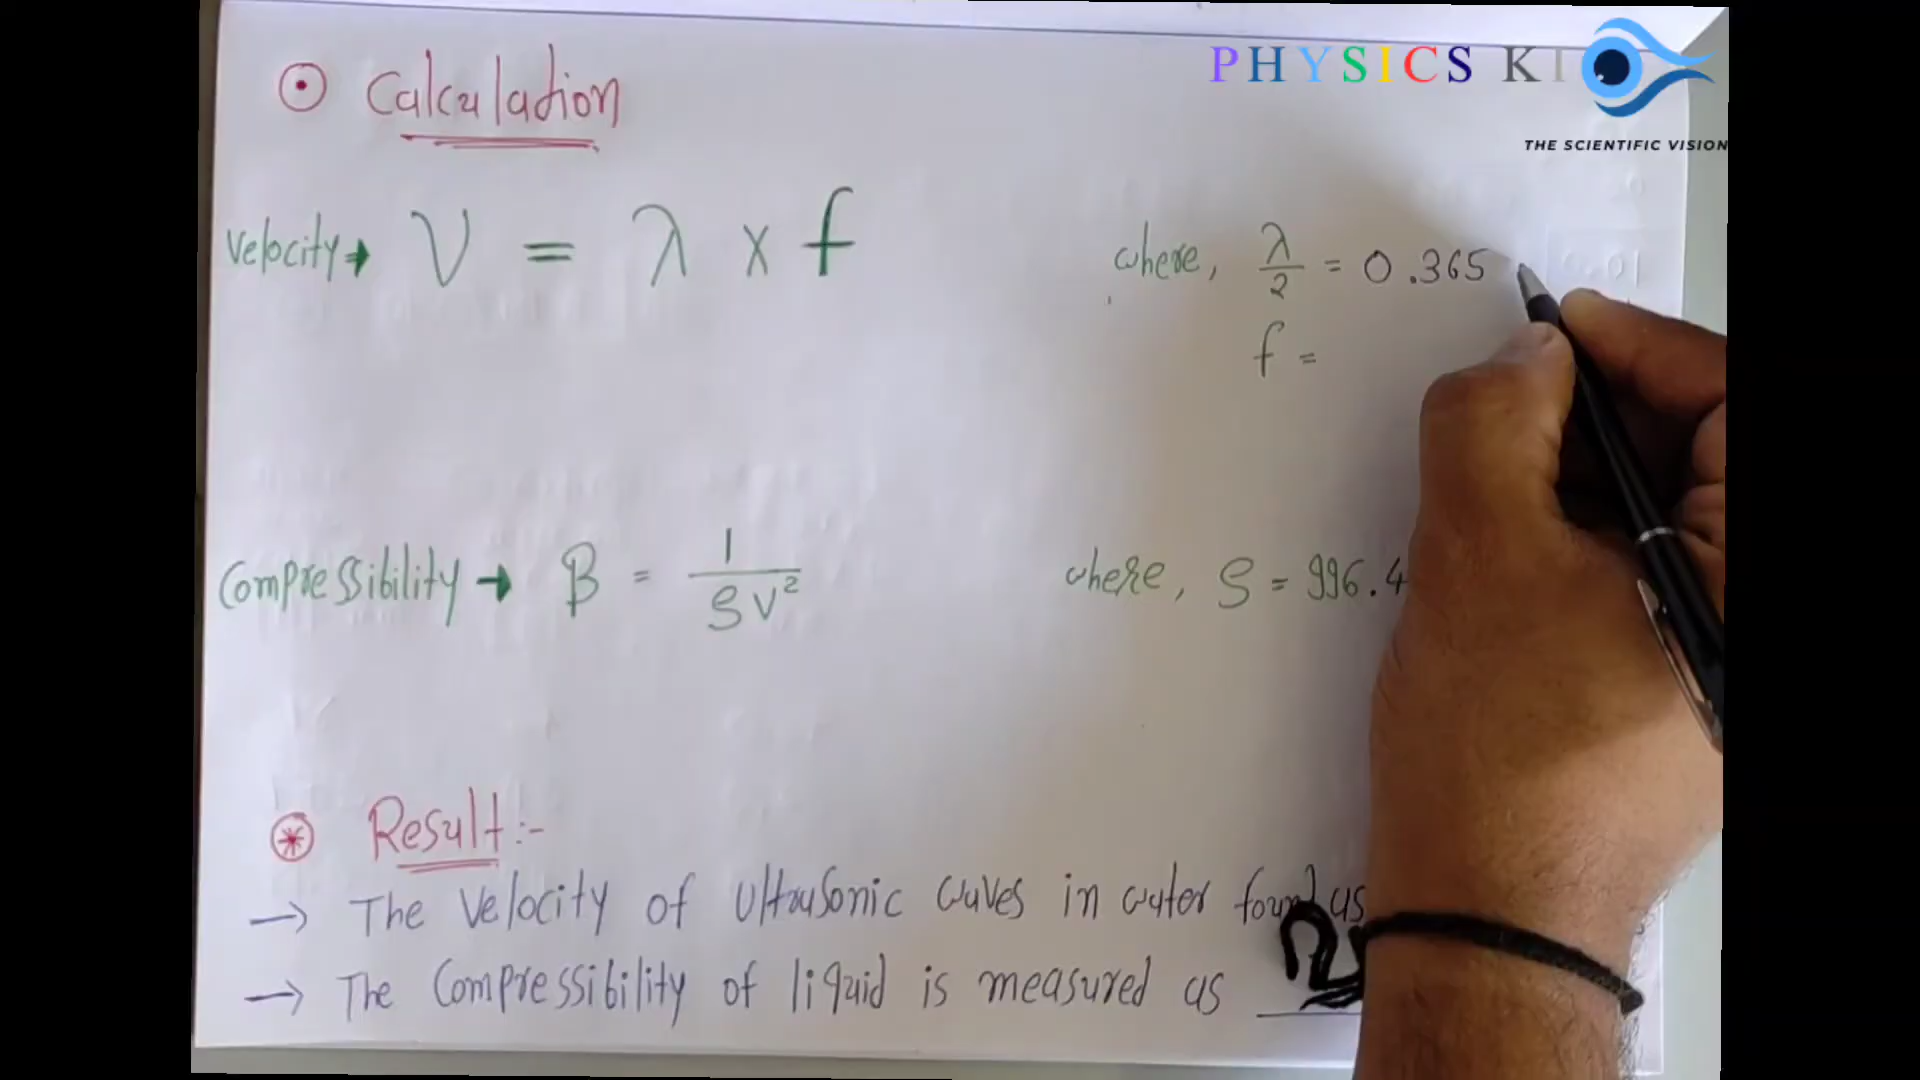 PHYSICS KI
THE SCIENTIFIC VISION
Calculation
Velocity → V = λ x f
where, λ/2 = 0.365
f =
Compressibility → β = 1/ρV²
where, ρ = 996.4
Result :-
→ The Velocity of Ultrasonic waves in water found as
→ The Compressibility of liquid is measured as